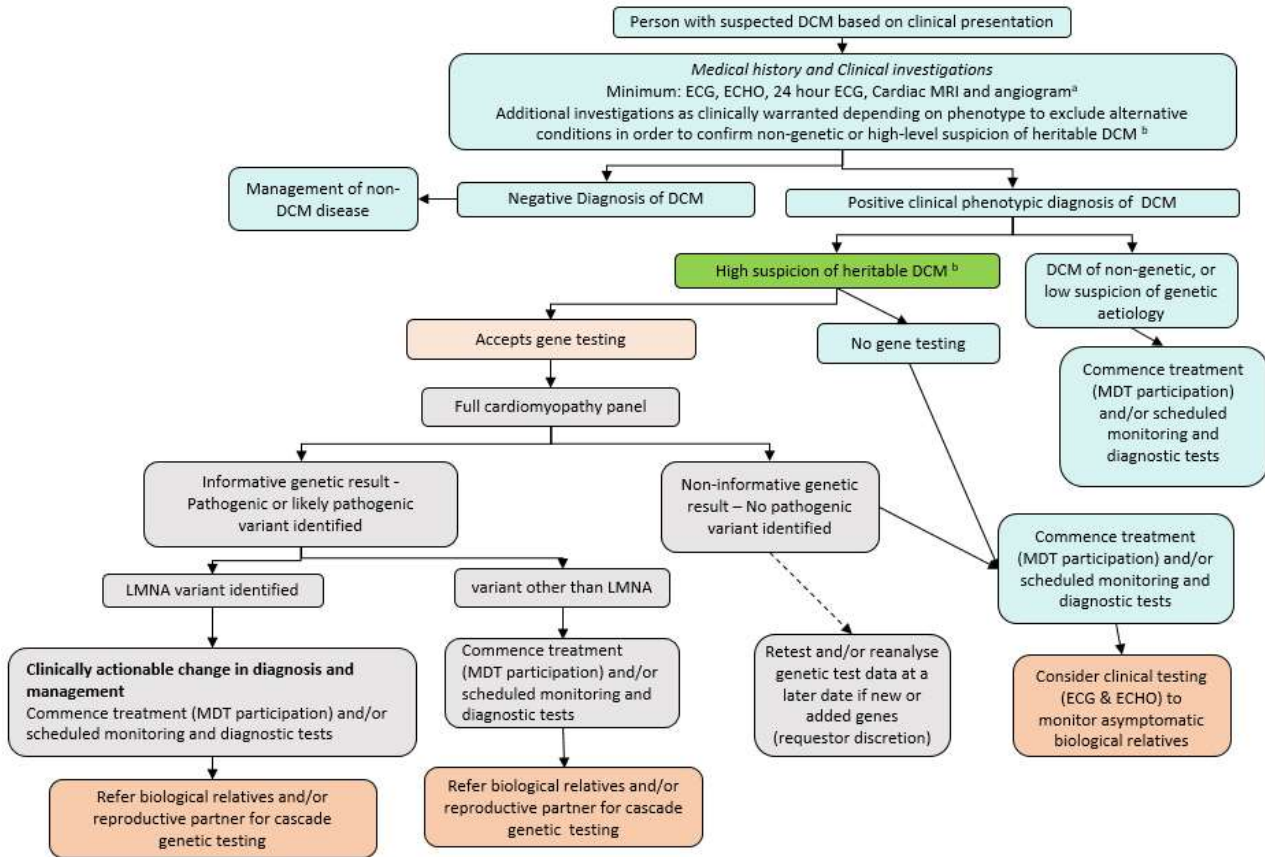 Person with suspected DCM based on clinical presentation
Medical history and Clinical investigations
Minimum: ECG, ECHO, 24 hour ECG, Cardiac MRI and angiogramᵃ
Additional investigations as clinically warranted depending on phenotype to exclude alternative
conditions in order to confirm non-genetic or high-level suspicion of heritable DCM ᵇ
Management of non-
DCM disease
Negative Diagnosis of DCM
Positive clinical phenotypic diagnosis of DCM
High suspicion of heritable DCM ᵇ
DCM of non-genetic, or
low suspicion of genetic
aetiology
Accepts gene testing
No gene testing
Commence treatment
(MDT participation)
and/or scheduled
monitoring and
diagnostic tests
Full cardiomyopathy panel
Informative genetic result -
Pathogenic or likely pathogenic
variant identified
Non-informative genetic
result – No pathogenic
variant identified
Commence treatment
(MDT participation) and/or
scheduled monitoring and
diagnostic tests
LMNA variant identified
variant other than LMNA
Clinically actionable change in diagnosis and
management
Commence treatment (MDT participation) and/or
scheduled monitoring and diagnostic tests
Commence treatment
(MDT participation) and/or
scheduled monitoring and
diagnostic tests
Retest and/or reanalyse
genetic test data at a
later date if new or
added genes
(requestor discretion)
Consider clinical testing
(ECG & ECHO) to
monitor asymptomatic
biological relatives
Refer biological relatives and/or
reproductive partner for cascade
genetic testing
Refer biological relatives and/or
reproductive partner for cascade
genetic testing